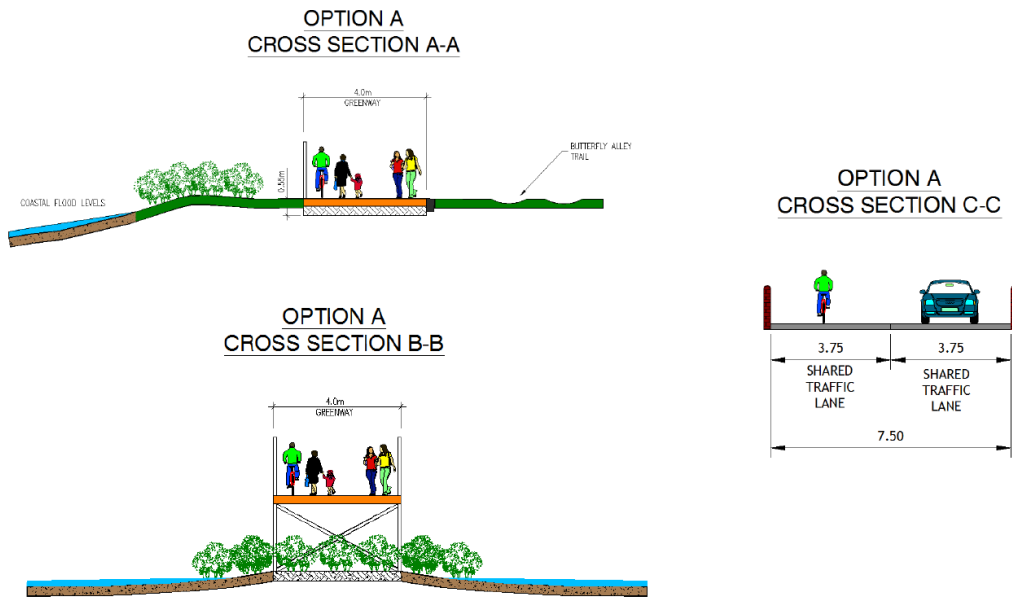 OPTION A
CROSS SECTION A-A
4.0m
GREENWAY
0.55m
BUTTERFLY ALLEY
TRAIL
COASTAL FLOOD LEVELS
OPTION A
CROSS SECTION C-C
3.75
3.75
SHARED
TRAFFIC
LANE
SHARED
TRAFFIC
LANE
7.50
OPTION A
CROSS SECTION B-B
4.0m
GREENWAY